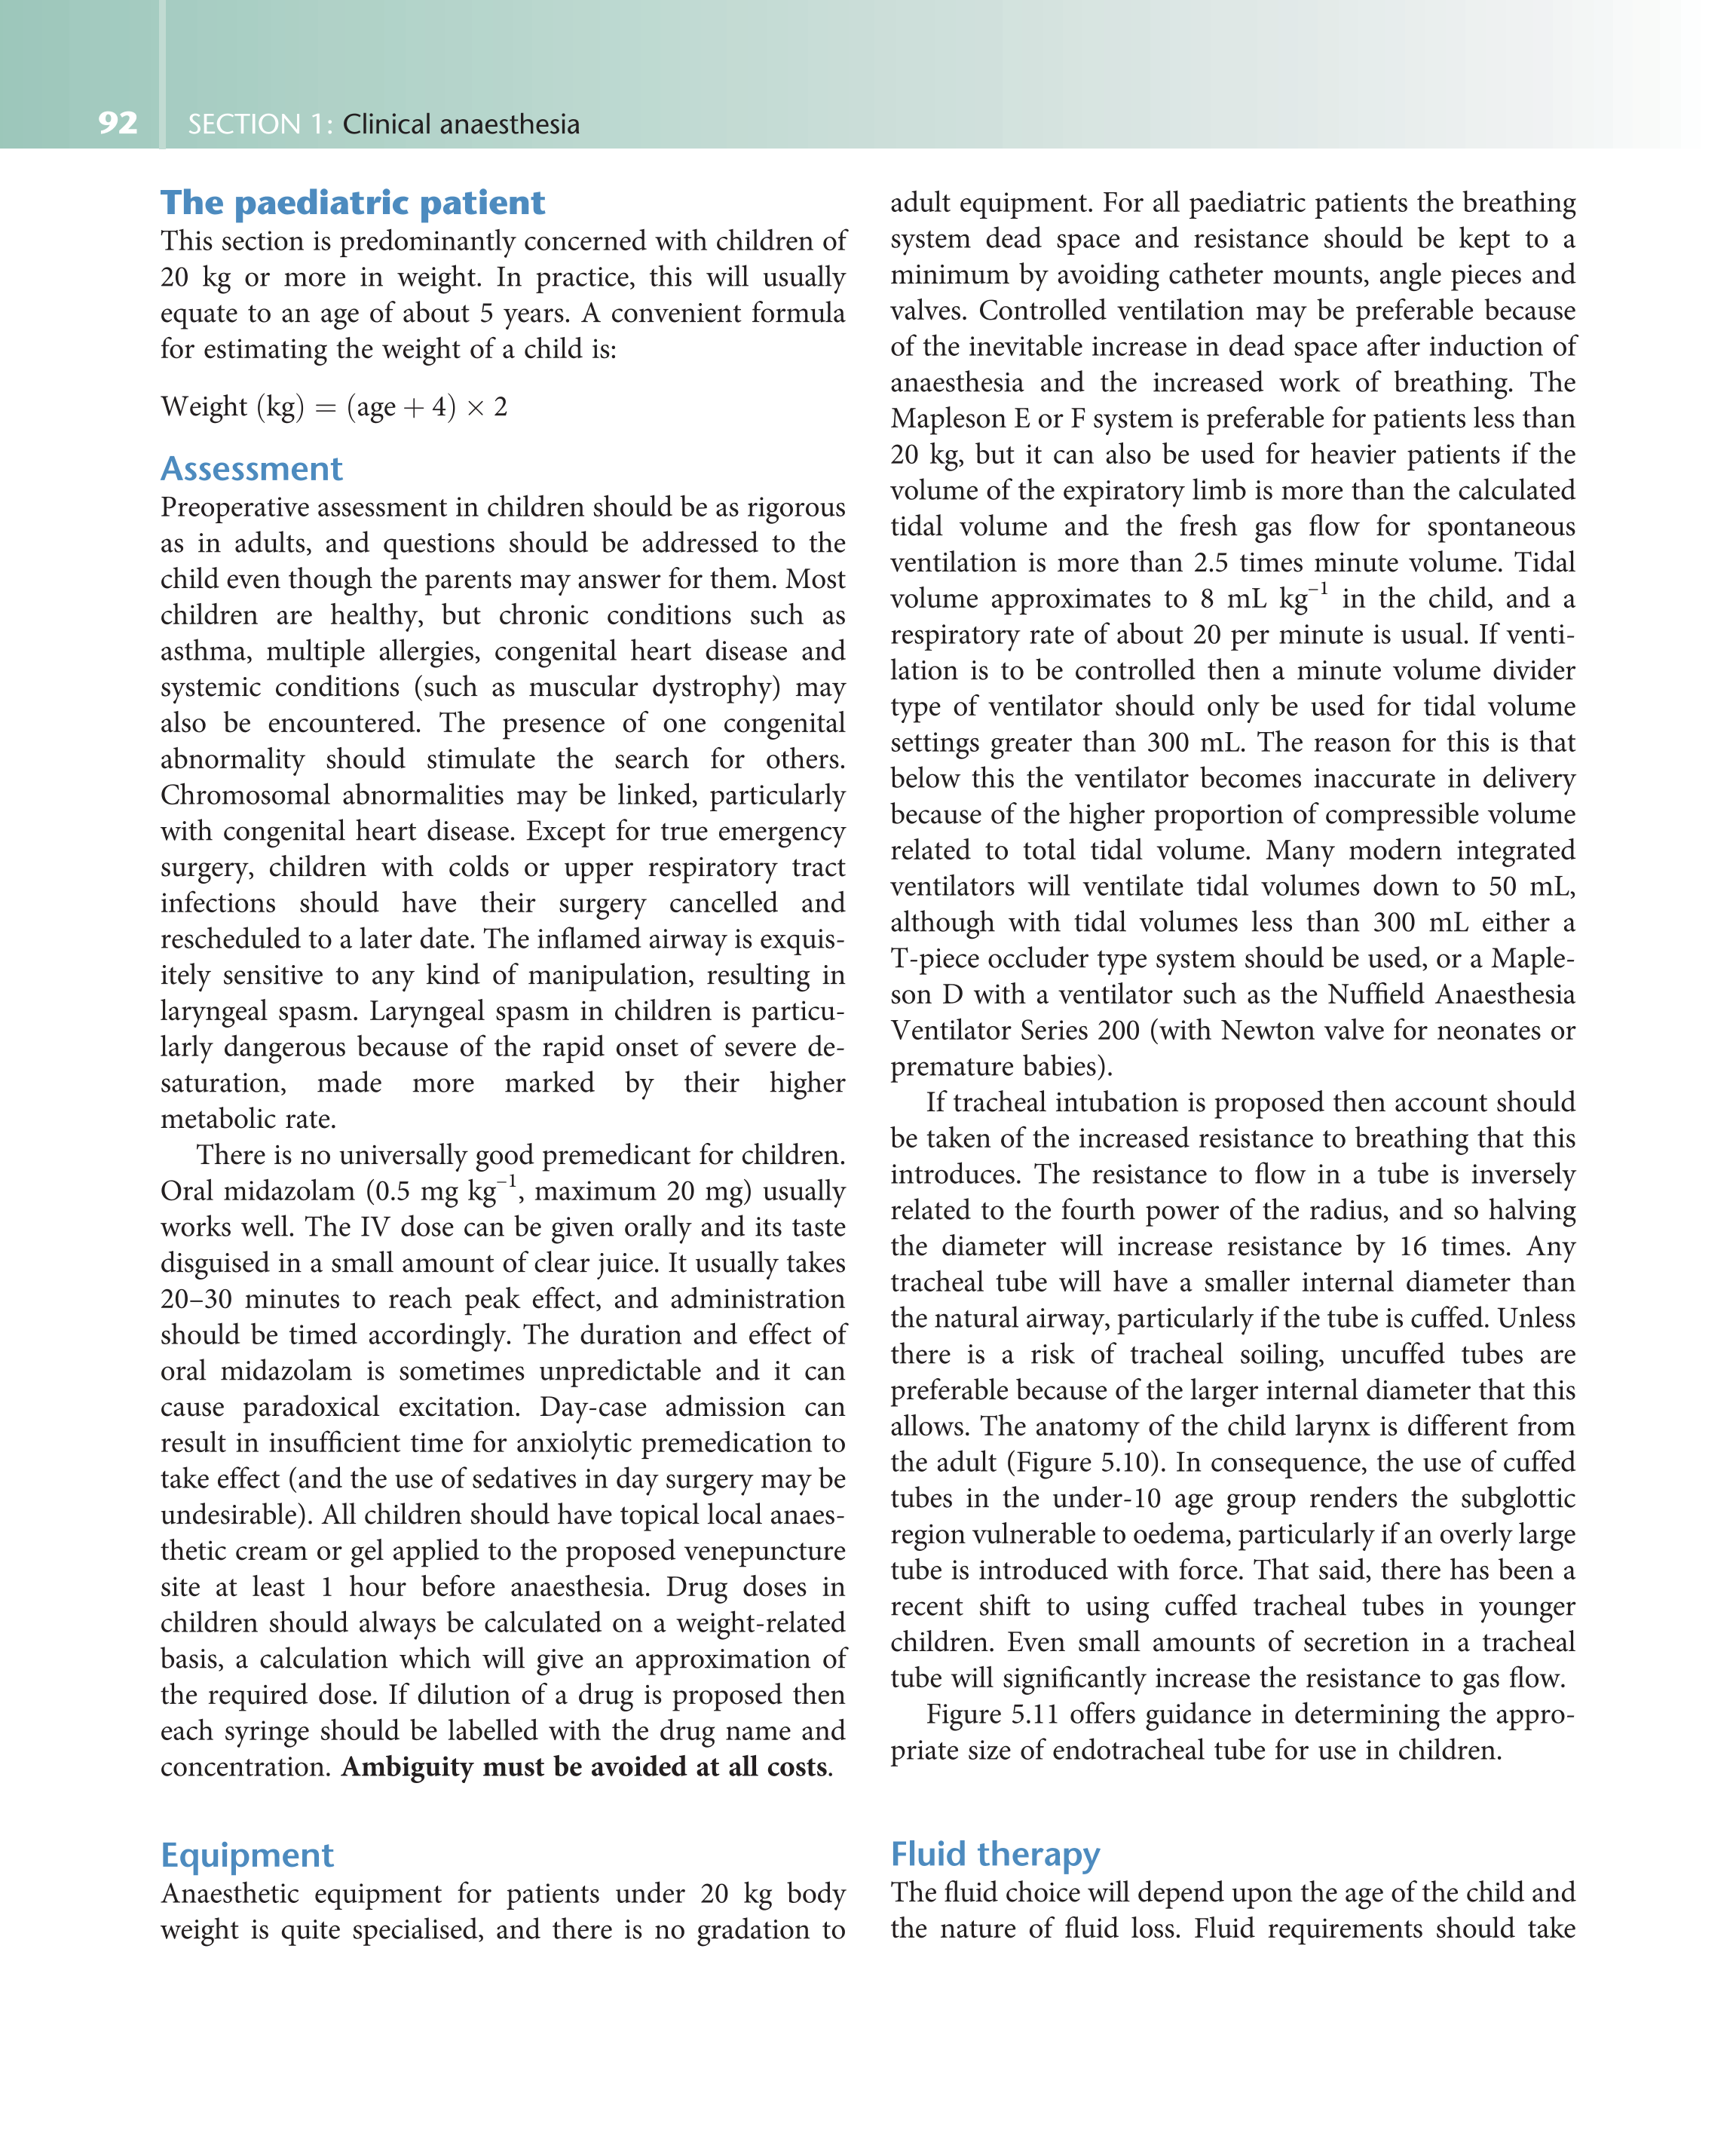 92
SECTION 1: Clinical anaesthesia
The paediatric patient
This section is predominantly concerned with children of
20 kg or more in weight. In practice, this will usually
equate to an age of about 5 years. A convenient formula
for estimating the weight of a child is:
Weight (kg) = (age + 4) × 2
Assessment
Preoperative assessment in children should be as rigorous
as in adults, and questions should be addressed to the
child even though the parents may answer for them. Most
children are healthy, but chronic conditions such as
asthma, multiple allergies, congenital heart disease and
systemic conditions (such as muscular dystrophy) may
also be encountered. The presence of one congenital
abnormality should stimulate the search for others.
Chromosomal abnormalities may be linked, particularly
with congenital heart disease. Except for true emergency
surgery, children with colds or upper respiratory tract
infections should have their surgery cancelled and
rescheduled to a later date. The inflamed airway is exquis-
itely sensitive to any kind of manipulation, resulting in
laryngeal spasm. Laryngeal spasm in children is particu-
larly dangerous because of the rapid onset of severe de-
saturation, made more marked by their higher
metabolic rate.
There is no universally good premedicant for children.
Oral midazolam (0.5 mg kg⁻¹, maximum 20 mg) usually
works well. The IV dose can be given orally and its taste
disguised in a small amount of clear juice. It usually takes
20–30 minutes to reach peak effect, and administration
should be timed accordingly. The duration and effect of
oral midazolam is sometimes unpredictable and it can
cause paradoxical excitation. Day-case admission can
result in insufficient time for anxiolytic premedication to
take effect (and the use of sedatives in day surgery may be
undesirable). All children should have topical local anaes-
thetic cream or gel applied to the proposed venepuncture
site at least 1 hour before anaesthesia. Drug doses in
children should always be calculated on a weight-related
basis, a calculation which will give an approximation of
the required dose. If dilution of a drug is proposed then
each syringe should be labelled with the drug name and
concentration. Ambiguity must be avoided at all costs.
Equipment
Anaesthetic equipment for patients under 20 kg body
weight is quite specialised, and there is no gradation to
adult equipment. For all paediatric patients the breathing
system dead space and resistance should be kept to a
minimum by avoiding catheter mounts, angle pieces and
valves. Controlled ventilation may be preferable because
of the inevitable increase in dead space after induction of
anaesthesia and the increased work of breathing. The
Mapleson E or F system is preferable for patients less than
20 kg, but it can also be used for heavier patients if the
volume of the expiratory limb is more than the calculated
tidal volume and the fresh gas flow for spontaneous
ventilation is more than 2.5 times minute volume. Tidal
volume approximates to 8 mL kg⁻¹ in the child, and a
respiratory rate of about 20 per minute is usual. If venti-
lation is to be controlled then a minute volume divider
type of ventilator should only be used for tidal volume
settings greater than 300 mL. The reason for this is that
below this the ventilator becomes inaccurate in delivery
because of the higher proportion of compressible volume
related to total tidal volume. Many modern integrated
ventilators will ventilate tidal volumes down to 50 mL,
although with tidal volumes less than 300 mL either a
T-piece occluder type system should be used, or a Maple-
son D with a ventilator such as the Nuffield Anaesthesia
Ventilator Series 200 (with Newton valve for neonates or
premature babies).
If tracheal intubation is proposed then account should
be taken of the increased resistance to breathing that this
introduces. The resistance to flow in a tube is inversely
related to the fourth power of the radius, and so halving
the diameter will increase resistance by 16 times. Any
tracheal tube will have a smaller internal diameter than
the natural airway, particularly if the tube is cuffed. Unless
there is a risk of tracheal soiling, uncuffed tubes are
preferable because of the larger internal diameter that this
allows. The anatomy of the child larynx is different from
the adult (Figure 5.10). In consequence, the use of cuffed
tubes in the under-10 age group renders the subglottic
region vulnerable to oedema, particularly if an overly large
tube is introduced with force. That said, there has been a
recent shift to using cuffed tracheal tubes in younger
children. Even small amounts of secretion in a tracheal
tube will significantly increase the resistance to gas flow.
Figure 5.11 offers guidance in determining the appro-
priate size of endotracheal tube for use in children.
Fluid therapy
The fluid choice will depend upon the age of the child and
the nature of fluid loss. Fluid requirements should take